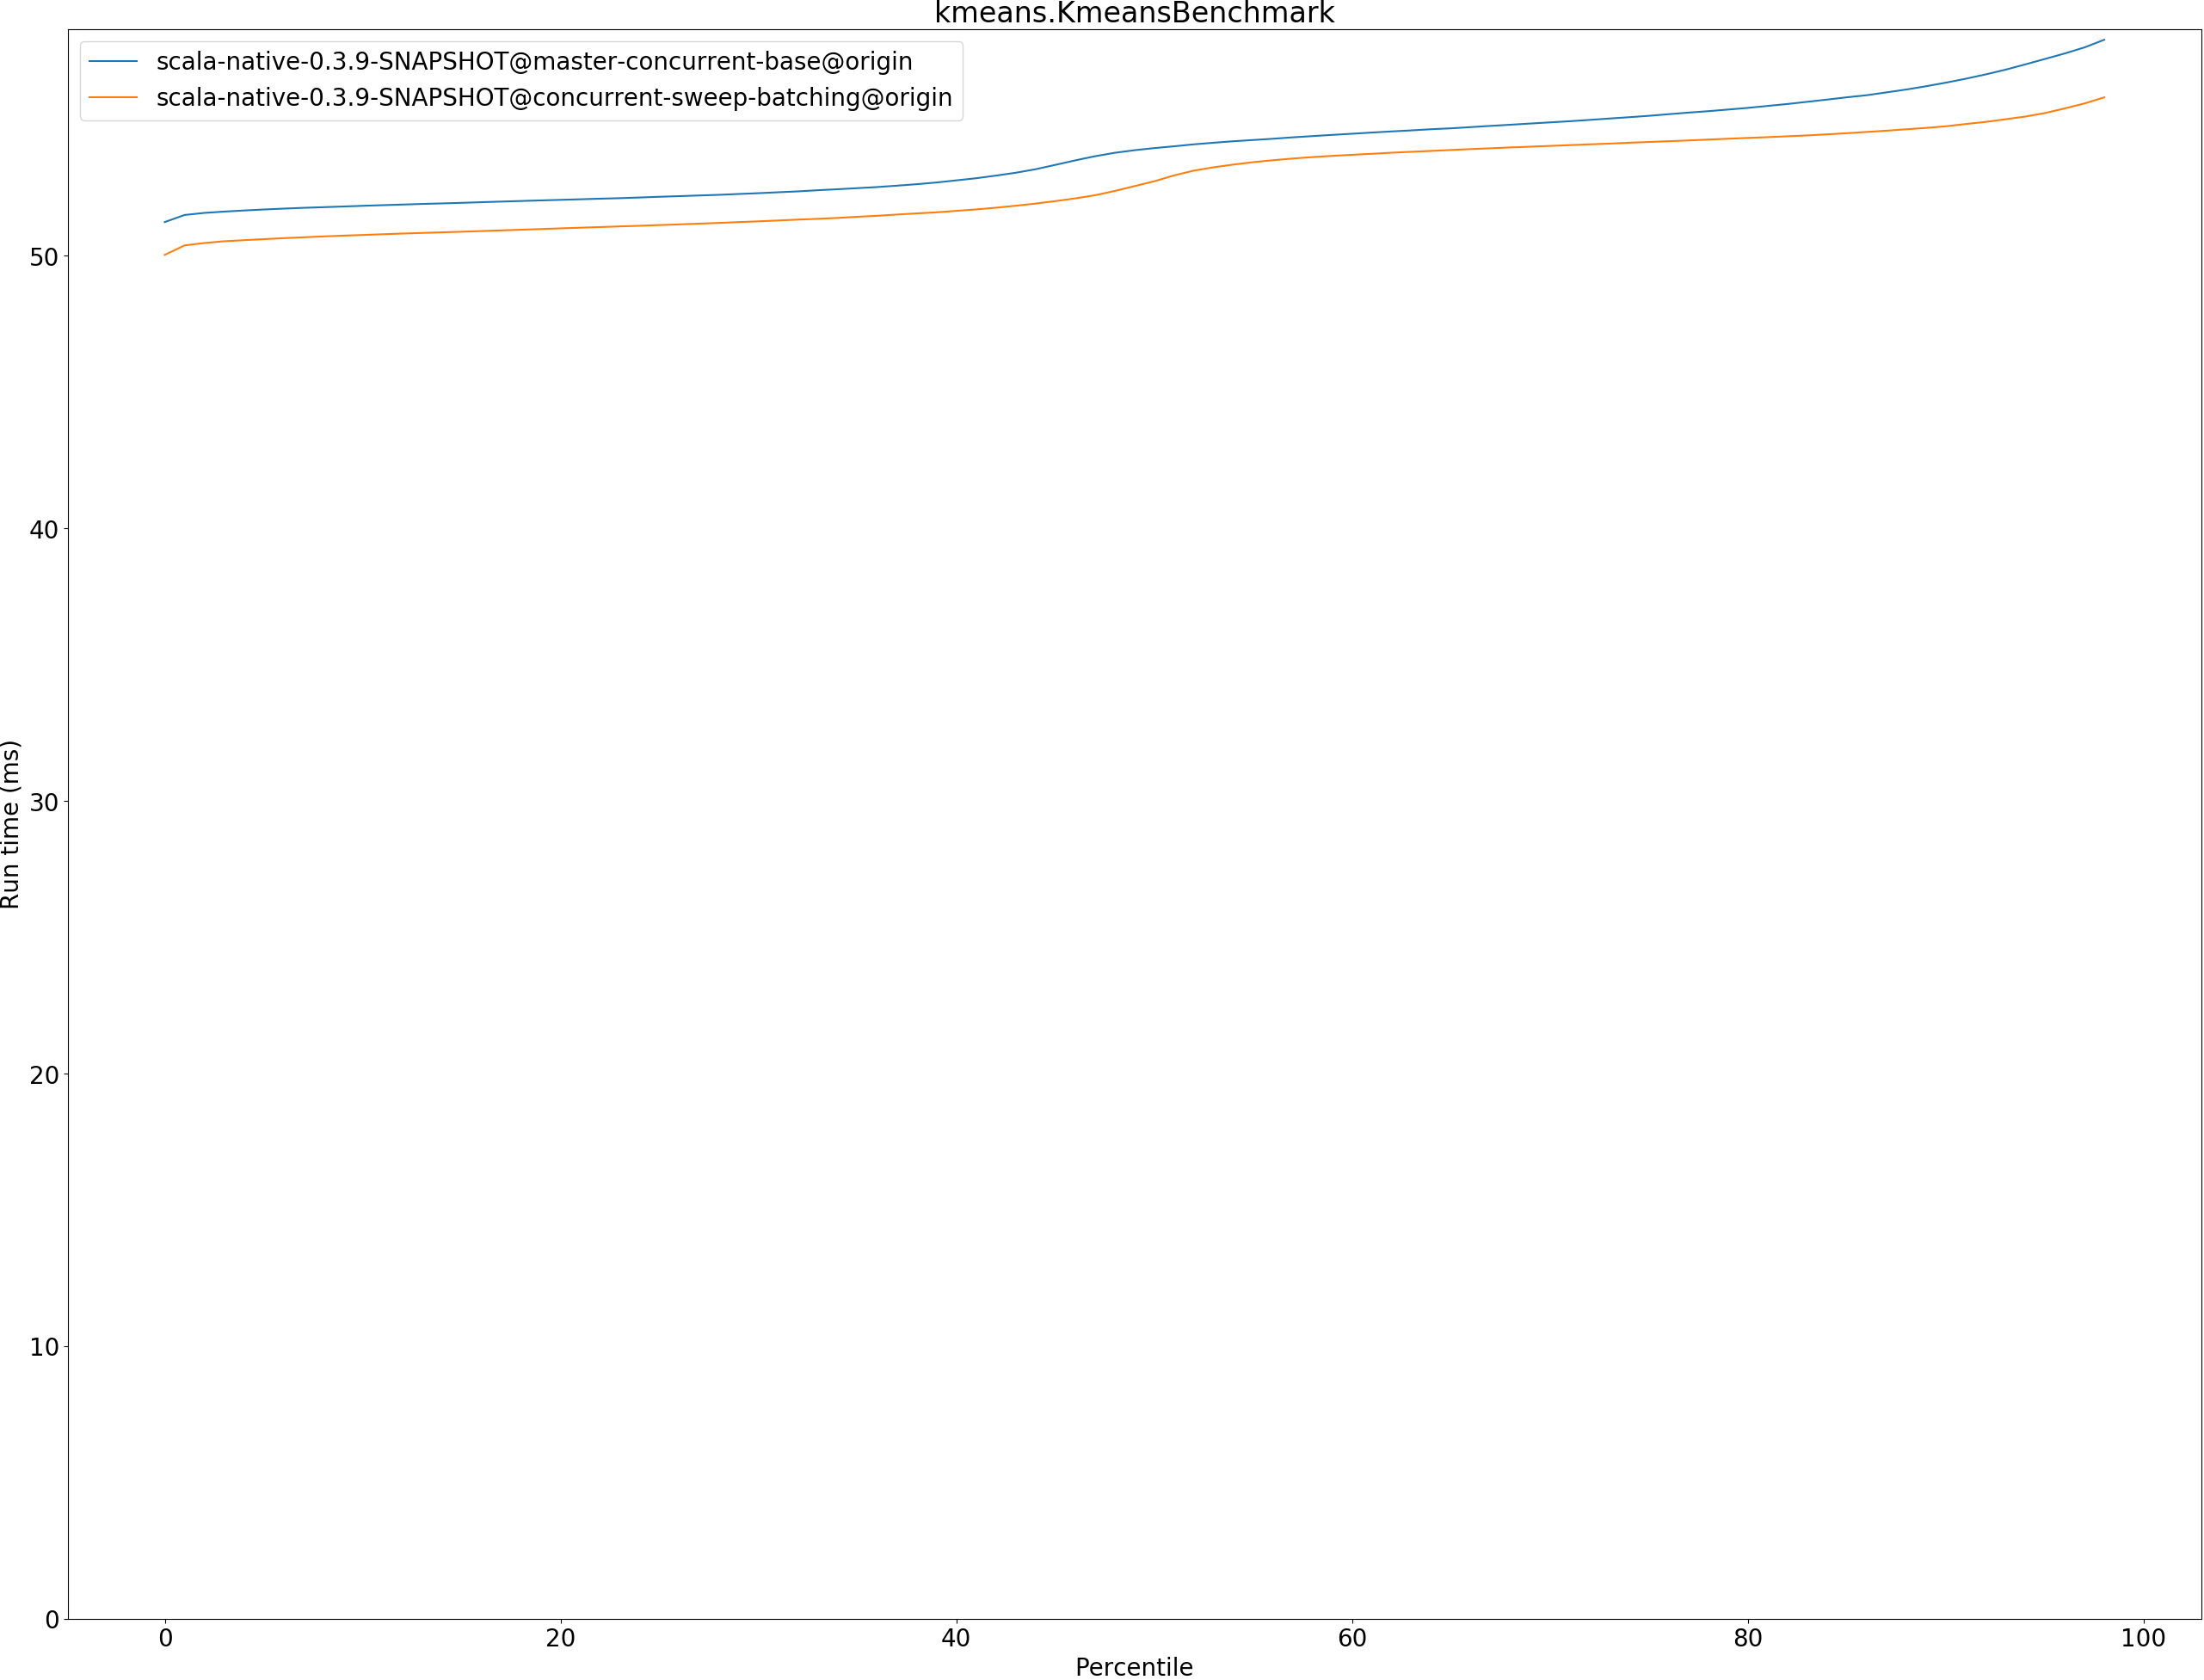 kmeans.KmeansBenchmark
scala-native-0.3.9-SNAPSHOT@master-concurrent-base@origin
scala-native-0.3.9-SNAPSHOT@concurrent-sweep-batching@origin
Run time (ms)
50
40
30
20
10
0
0 20 40 60 80 100
Percentile